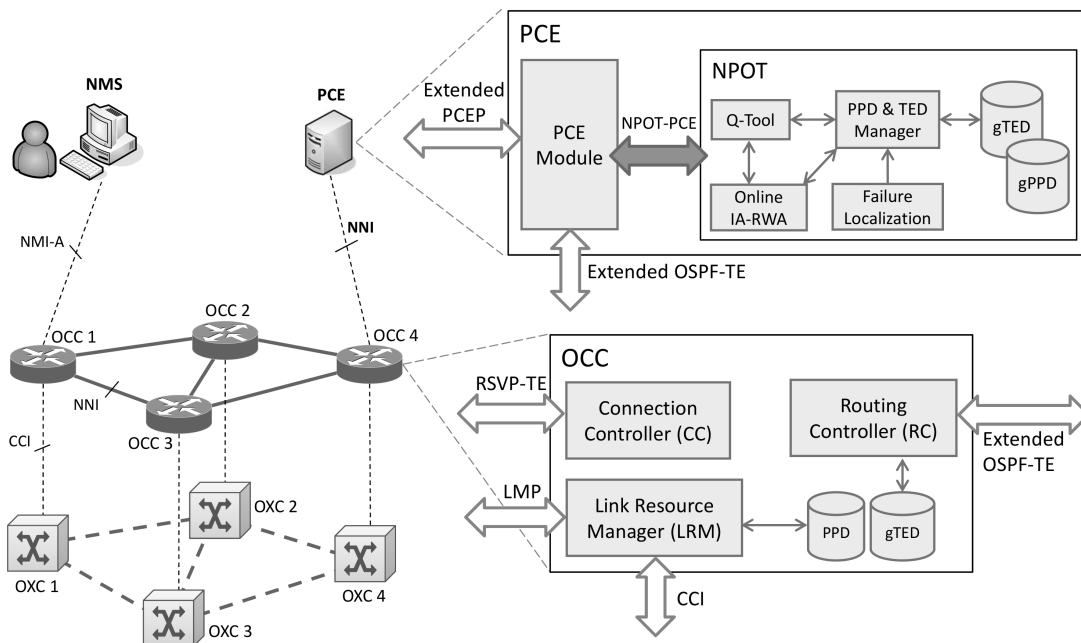 NMS
PCE
NMI-A
NNI
OCC 1
OCC 2
OCC 4
NNI
OCC 3
CCI
OXC 2
OXC 1
OXC 4
OXC 3
PCE
Extended
PCEP
PCE
Module
NPOT-PCE
NPOT
Q-Tool
PPD & TED
Manager
gTED
gPPD
Online
IA-RWA
Failure
Localization
Extended OSPF-TE
OCC
RSVP-TE
Connection
Controller (CC)
Routing
Controller (RC)
Extended
OSPF-TE
LMP
Link Resource
Manager (LRM)
PPD
gTED
CCI